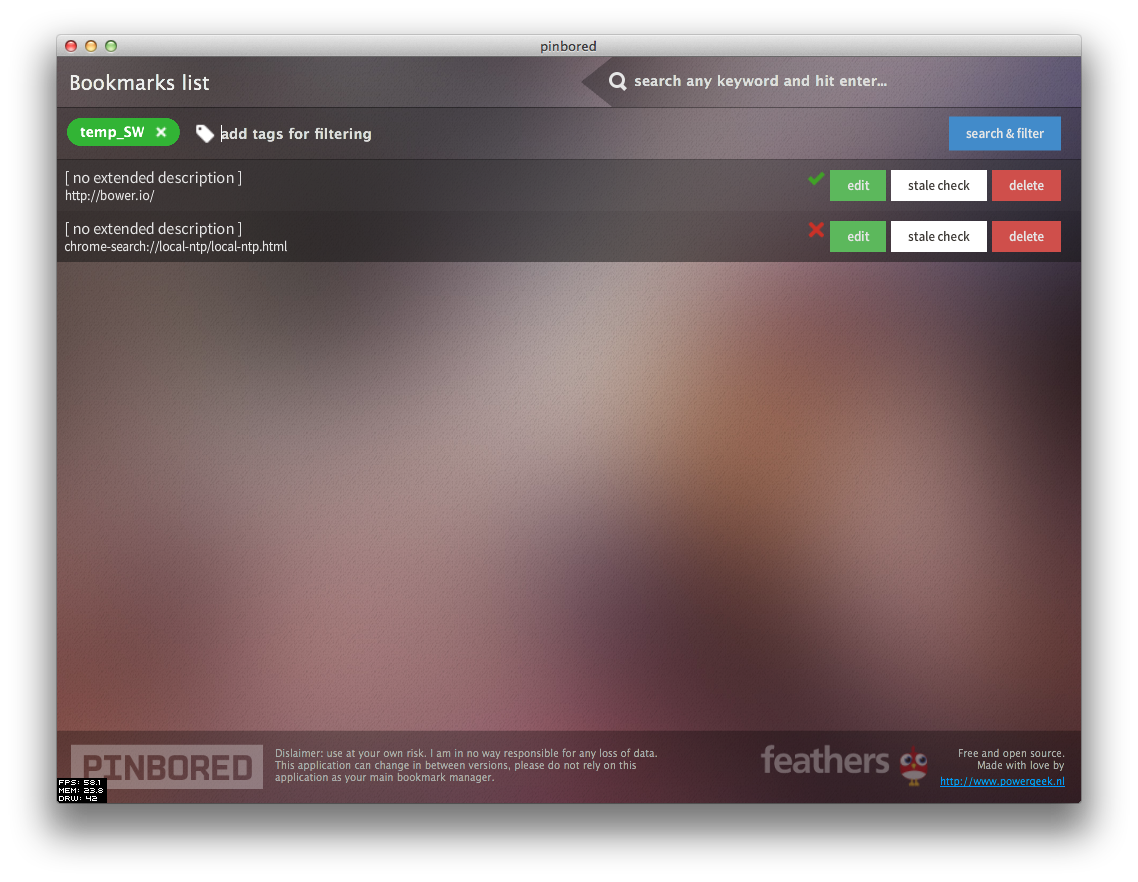 pinbored
Bookmarks list
search any keyword and hit enter...
temp_SW
add tags for filtering
search & filter
[ no extended description ]
http://bower.io/
edit
stale check
delete
[ no extended description ]
chrome-search://local-ntp/local-ntp.html
edit
stale check
delete
PINBORED
Dislaimer: use at your own risk. I am in no way responsible for any loss of data.
This application can change in between versions, please do not rely on this
application as your main bookmark manager.
feathers
Free and open source.
Made with love by
http://www.powergeek.nl
FPS: 58.1
MEM: 23.8
DRW: 42